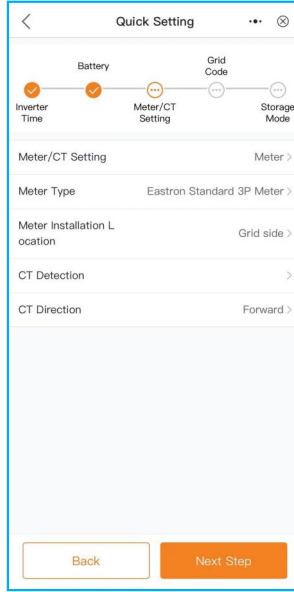 Quick Setting
Battery
Grid
Code
Inverter
Time
Meter/CT
Setting
Storage
Mode
Meter/CT Setting Meter >
Meter Type Eastron Standard 3P Meter >
Meter Installation L
ocation
Grid side >
CT Detection >
CT Direction Forward >
Back Next Step